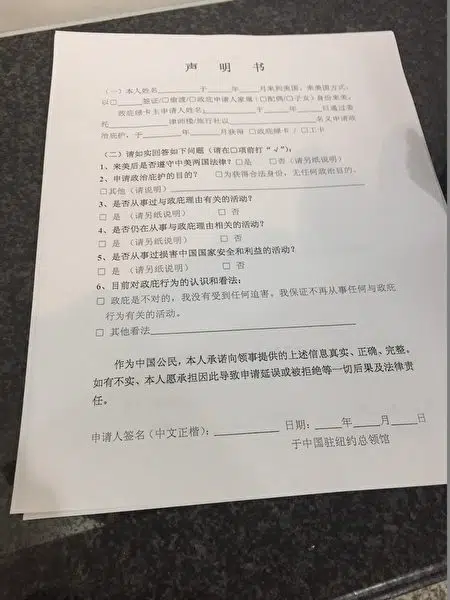 声 明 书
(一)本人姓名________于____年____月来到美国,来美国方式,
以□______签证/□偷渡/□政庇申请人家属(□配偶/□子女)身份来美。
政庇绿卡主申请人姓名:________于____年____月____日通过委
托________律师楼/旅行社以________名义申请政
治庇护,于______年______月获得 □政庇绿卡 / □工卡
(二)请如实回答如下问题(请在□项前打“√”):
1、来美后是否遵守中美两国法律?□是 □否(请另纸说明)
2、申请政治庇护的目的? □为获得合法身份,无任何政治目的。
□其他(请说明)________________
3、是否从事过与政庇理由有关的活动?
□ 是 (请另纸说明) □ 否
4、是否仍在从事与政庇理由相关的活动?
□ 是 (请另纸说明) □ 否
5、是否从事过损害中国国家安全和利益的活动?
□ 是 (请另纸说明) □ 否
6、目前对政庇行为的认识和看法:
□ 政庇是不对的,我没有受到任何迫害。我保证不再从事任何与政庇
行为有关的活动。
□ 其他看法________________
作为中国公民,本人承诺向领事提供的上述信息真实、正确、完整。
如有不实、本人愿承担因此导致申请延误或被拒绝等一切后果及法律责
任。
申请人签名(中文正楷):__________ 日期:____年____月____日
于中国驻纽约总领馆